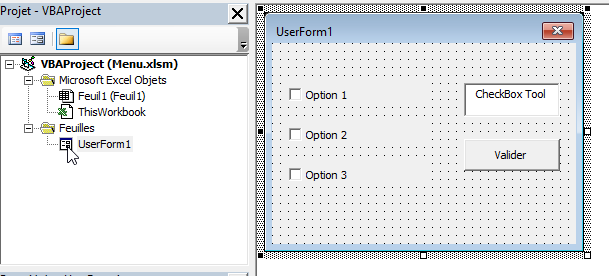 Projet - VBAProject
VBAProject (Menu.xlsm)
Microsoft Excel Objets
Feuil1 (Feuil1)
ThisWorkbook
Feuilles
UserForm1
UserForm1
Option 1
CheckBox Tool
Option 2
Valider
Option 3